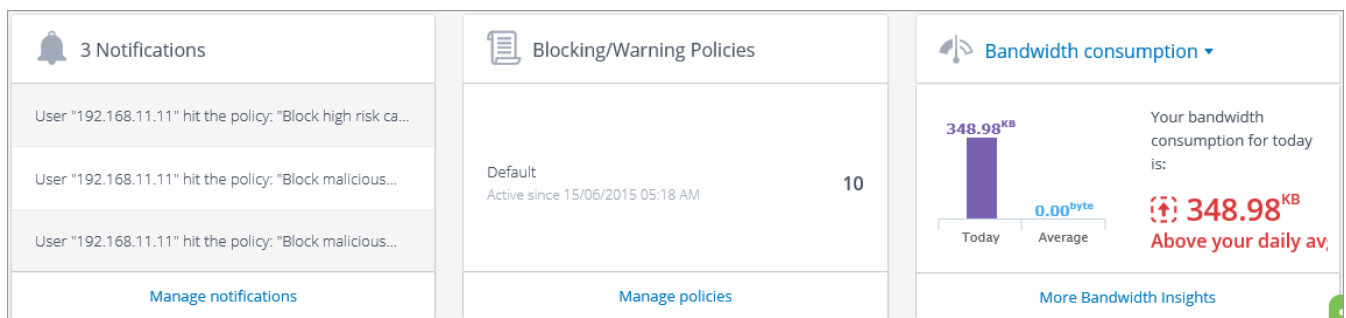 3 Notifications
User "192.168.11.11" hit the policy: "Block high risk ca...
User "192.168.11.11" hit the policy: "Block malicious...
User "192.168.11.11" hit the policy: "Block malicious...
Manage notifications
Blocking/Warning Policies
Default
10
Active since 15/06/2015 05:18 AM
Manage policies
Bandwidth consumption
348.98KB
0.00byte
Today
Average
Your bandwidth
consumption for today
is:
348.98KB
Above your daily av
More Bandwidth Insights